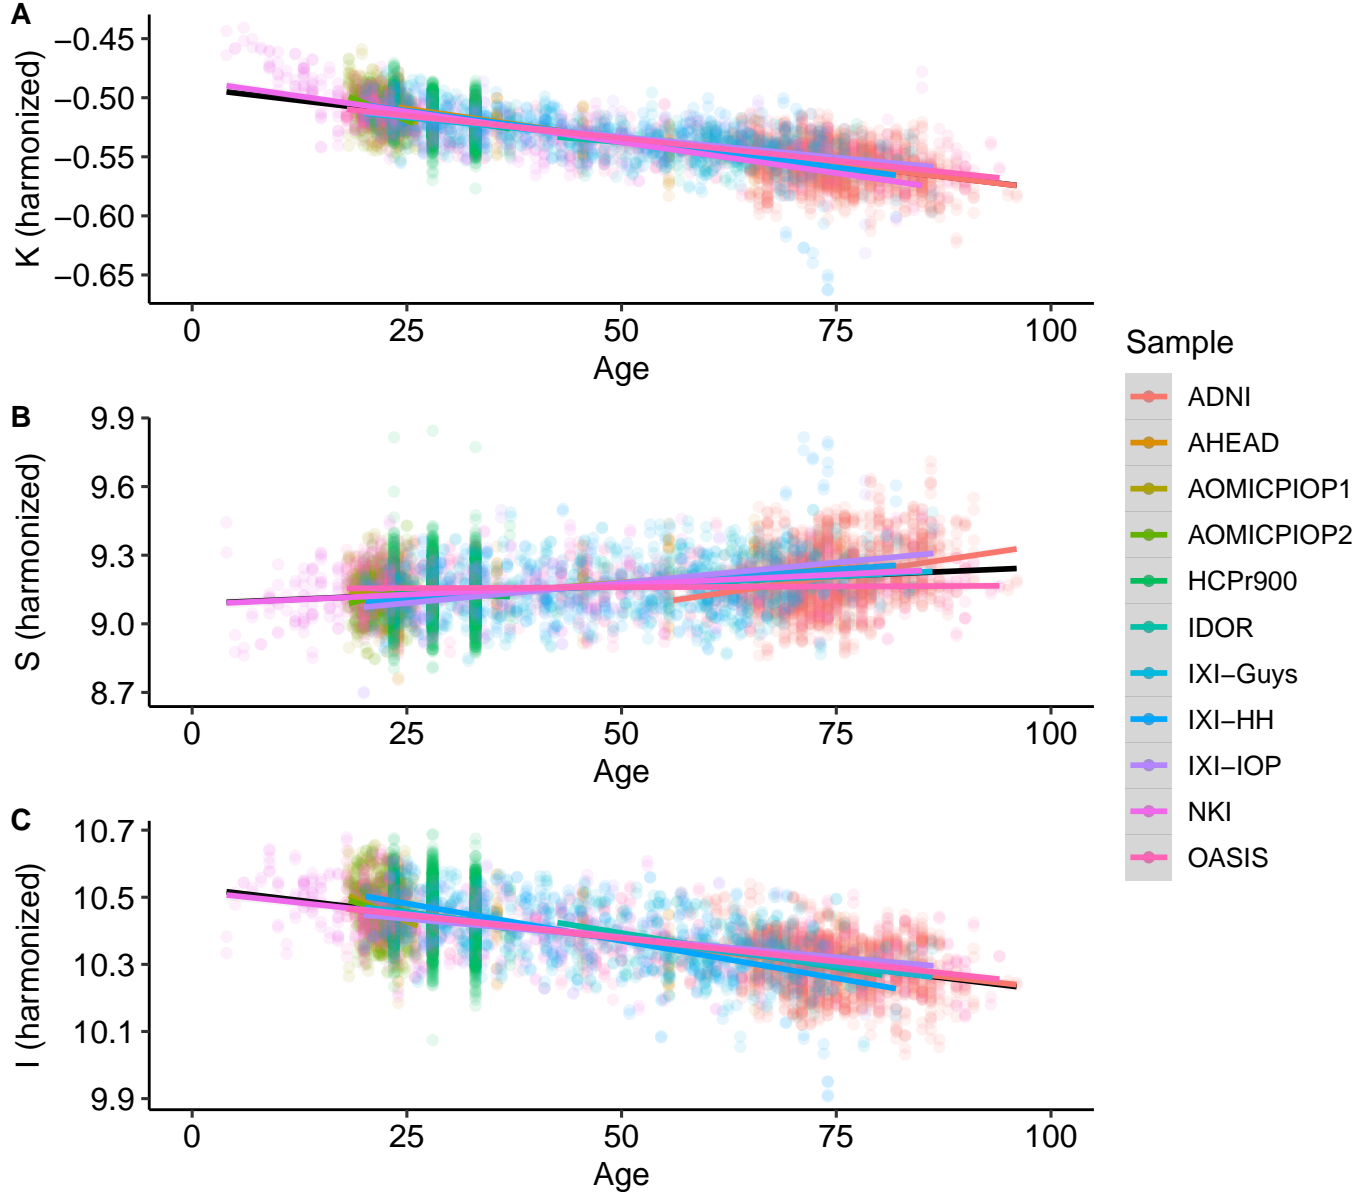 A
K (harmonized)
−0.45
−0.50
−0.55
−0.60
−0.65
0 25 50 75 100
Age
B
S (harmonized)
9.9
9.6
9.3
9.0
8.7
0 25 50 75 100
Age
C
I (harmonized)
10.7
10.5
10.3
10.1
9.9
0 25 50 75 100
Age
Sample
ADNI
AHEAD
AOMICPIOP1
AOMICPIOP2
HCPr900
IDOR
IXI−Guys
IXI−HH
IXI−IOP
NKI
OASIS